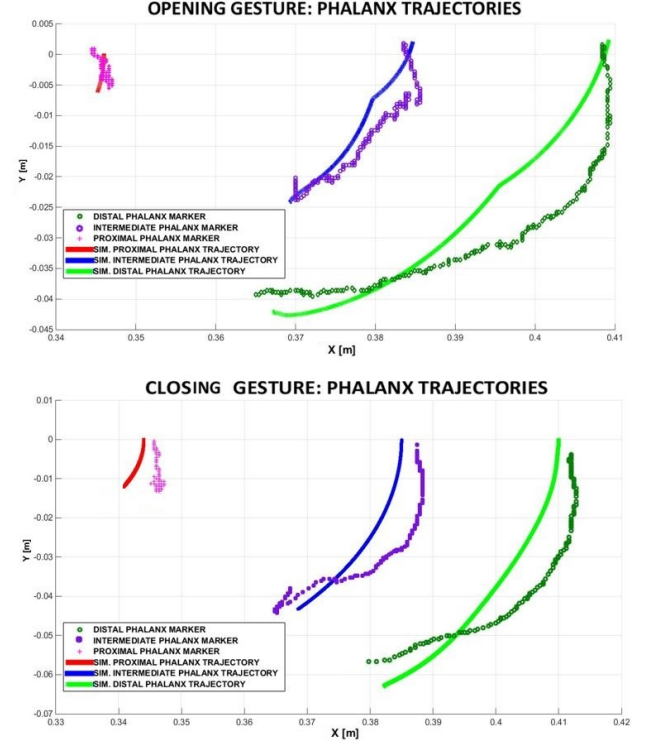 OPENING GESTURE: PHALANX TRAJECTORIES
0.005
0
-0.005
-0.01
-0.015
-0.02
-0.025
-0.03
-0.035
-0.04
-0.045
Y [m]
DISTAL PHALANX MARKER
INTERMEDIATE PHALANX MARKER
PROXIMAL PHALANX MARKER
SIM. PROXIMAL PHALANX TRAJECTORY
SIM. INTERMEDIATE PHALANX TRAJECTORY
SIM. DISTAL PHALANX TRAJECTORY
0.34 0.35 0.36 0.37 0.38 0.39 0.4 0.41
X [m]
CLOSING GESTURE: PHALANX TRAJECTORIES
0.01
0
-0.01
-0.02
-0.03
-0.04
-0.05
-0.06
-0.07
Y [m]
DISTAL PHALANX MARKER
INTERMEDIATE PHALANX MARKER
PROXIMAL PHALANX MARKER
SIM. PROXIMAL PHALANX TRAJECTORY
SIM. INTERMEDIATE PHALANX TRAJECTORY
SIM. DISTAL PHALANX TRAJECTORY
0.33 0.34 0.35 0.36 0.37 0.38 0.39 0.4 0.41 0.42
X [m]